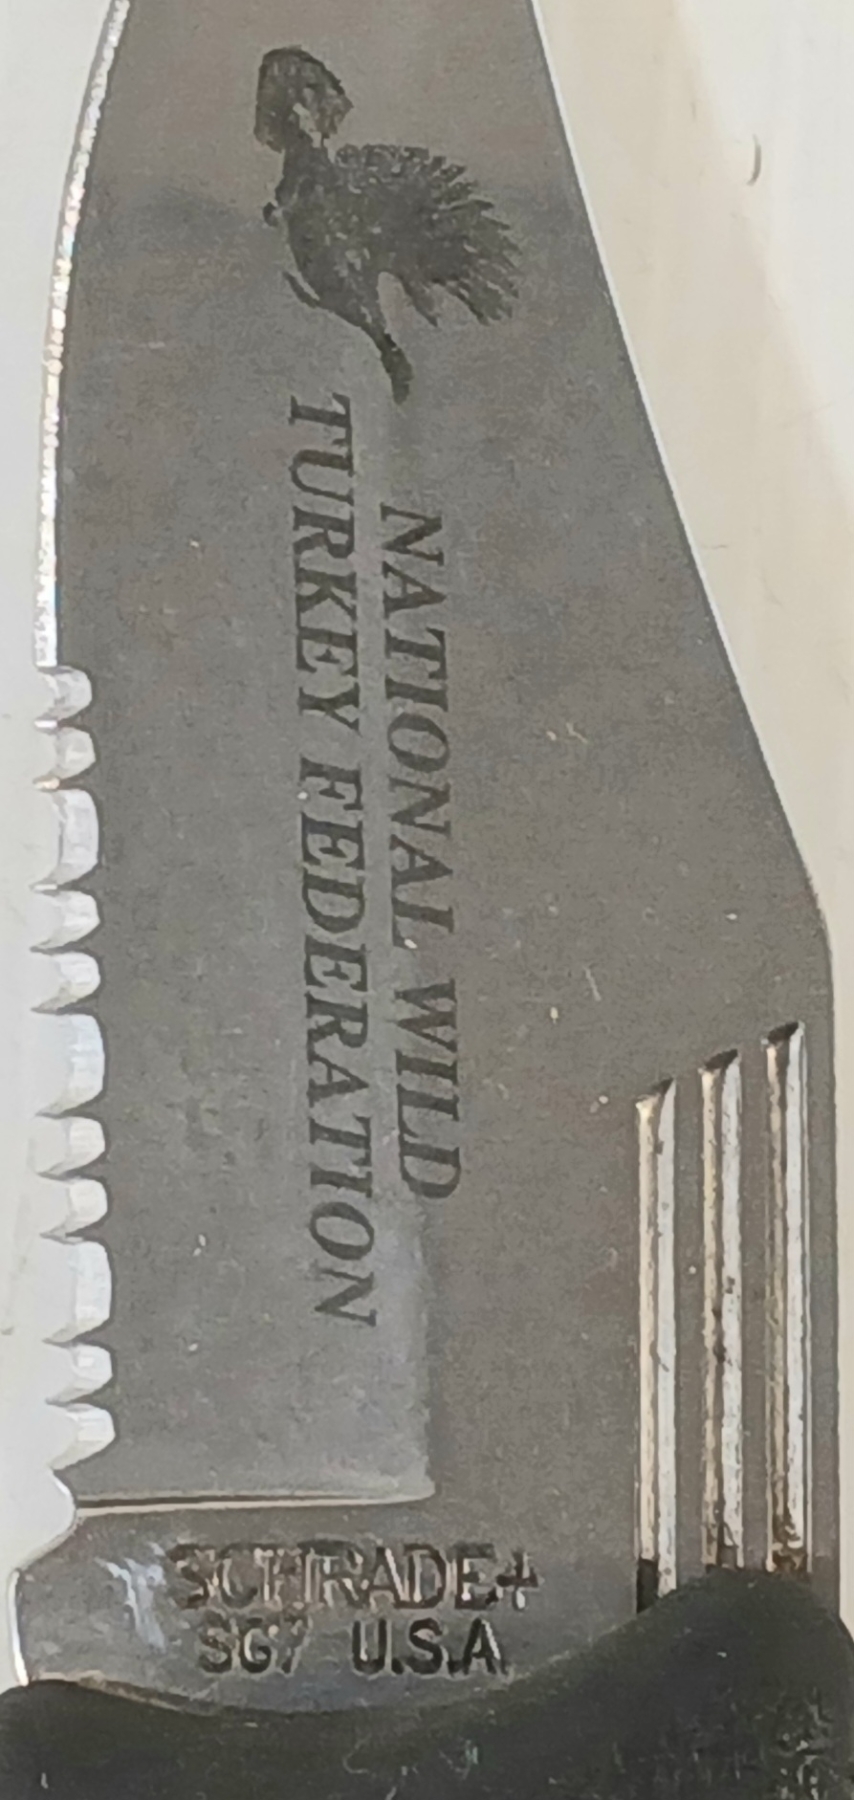 NATIONAL WILD
TURKEY FEDERATION
SCHRADE+
SG7 U.S.A.